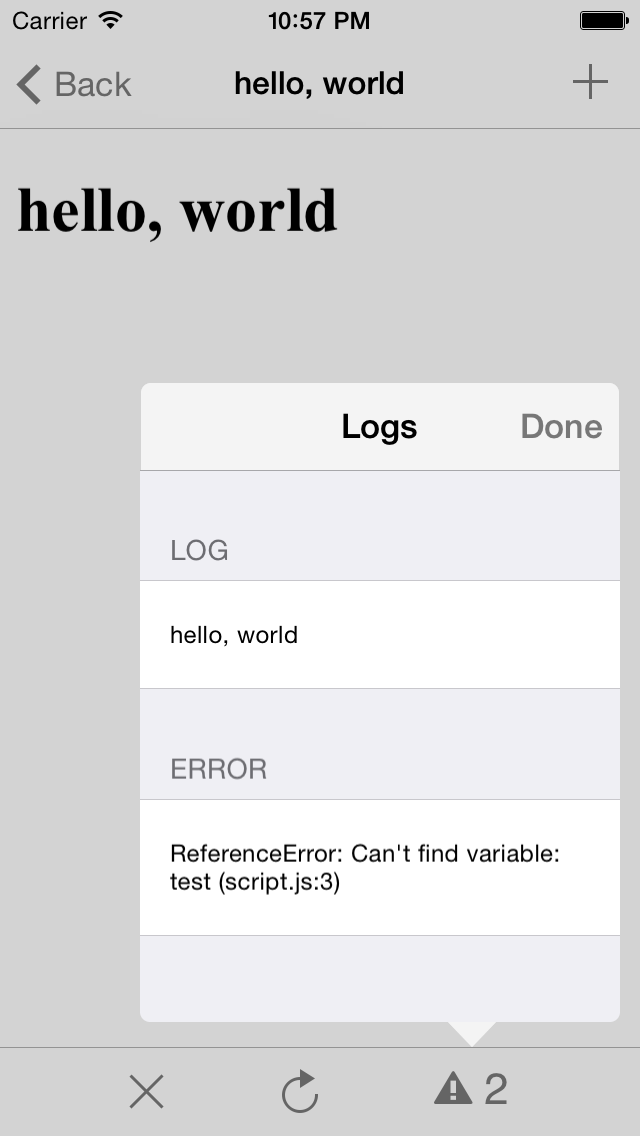 Carrier 10:57 PM
Back hello, world
hello, world
Logs Done
LOG
hello, world
ERROR
ReferenceError: Can't find variable:
test (script.js:3)
2